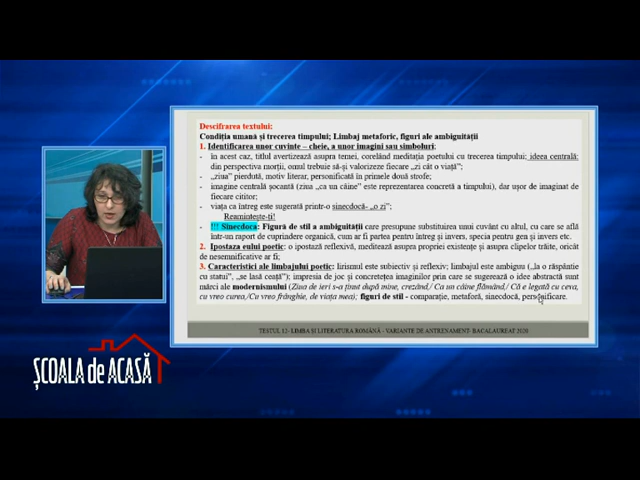 Descifrarea textului:
Condiția umană și trecerea timpului; Limbaj metaforic, figuri ale ambiguității
1. Identificarea unor cuvinte – cheie, a unor imagini sau simboluri:
- în acest caz, titlul avertizează asupra temei, corelând meditația poetului cu trecerea timpului; ideea centrală:
din perspectiva morții, omul trebuie să-și valorizeze fiecare „zi cât o viață”;
- „ziua” pierdută, motiv literar, personificată în primele două strofe;
- imagine centrală șocantă (ziua „ca un câine” este reprezentarea concretă a timpului), dar ușor de imaginat de
fiecare cititor;
- viața ca întreg este sugerată printr-o sinecdocă- „o zi”;
Reamintește-ți!
- !!! Sinecdoca: Figură de stil a ambiguității care presupune substituirea unui cuvânt cu altul, cu care se află
într-un raport de cuprindere organică, cum ar fi partea pentru întreg și invers, specia pentru gen și invers etc.
2. Ipostaza eului poetic: o ipostază reflexivă, meditează asupra propriei existențe și asupra clipelor trăite, oricât
de nesemnificative ar fi;
3. Caracteristici ale limbajului poetic: lirismul este subiectiv și reflexiv; limbajul este ambiguu („la o răspântie
cu statui”, „se lasă ceață”); impresia de joc și concretețea imaginilor prin care se sugerează o idee abstractă sunt
mărci ale modernismului (Ziua de ieri s-a ținut după mine, crezând,/ Ca un câine flămând,/ Că e legată cu ceva,
cu vreo curea,/Cu vreo frânghie, de viața mea); figuri de stil - comparație, metaforă, sinecdocă, personificare.
TESTUL 12- LIMBA ȘI LITERATURA ROMÂNĂ - VARIANTE DE ANTRENAMENT- BACALAUREAT 2020
ȘCOALA de ACASĂ